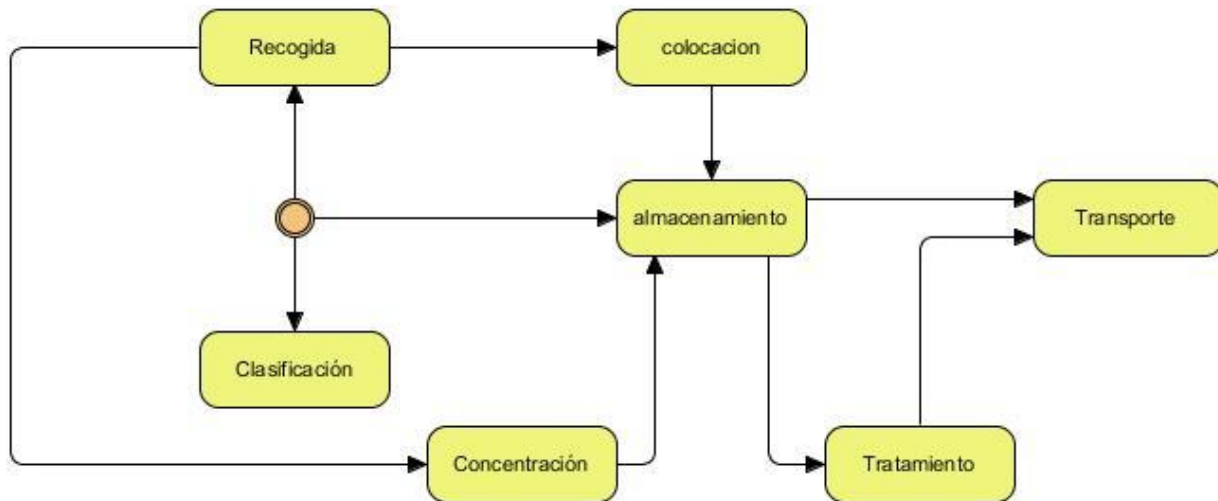 Recogida
colocacion
almacenamiento
Transporte
Clasificación
Concentración
Tratamiento